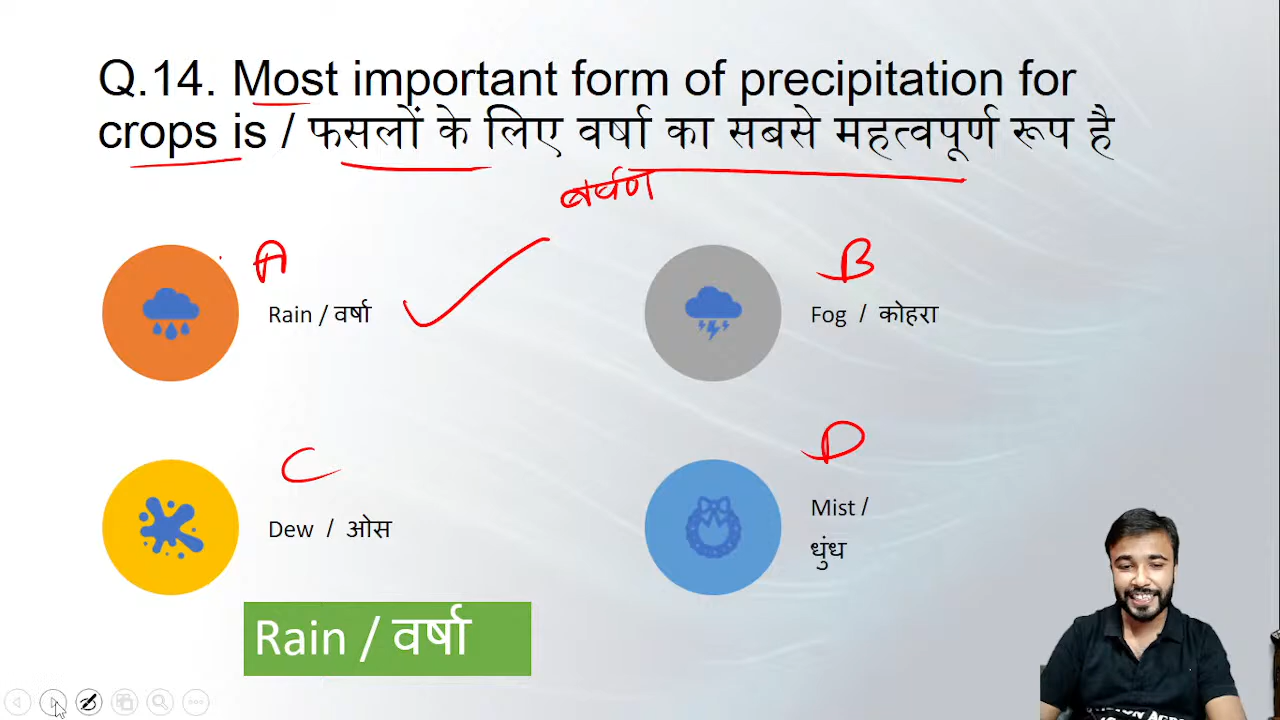 Q.14. Most important form of precipitation for
crops is / फसलों के लिए वर्षा का सबसे महत्वपूर्ण रूप है
वर्षण
A
Rain / वर्षा
B
Fog / कोहरा
C
Dew / ओस
D
Mist /
धुंध
Rain / वर्षा